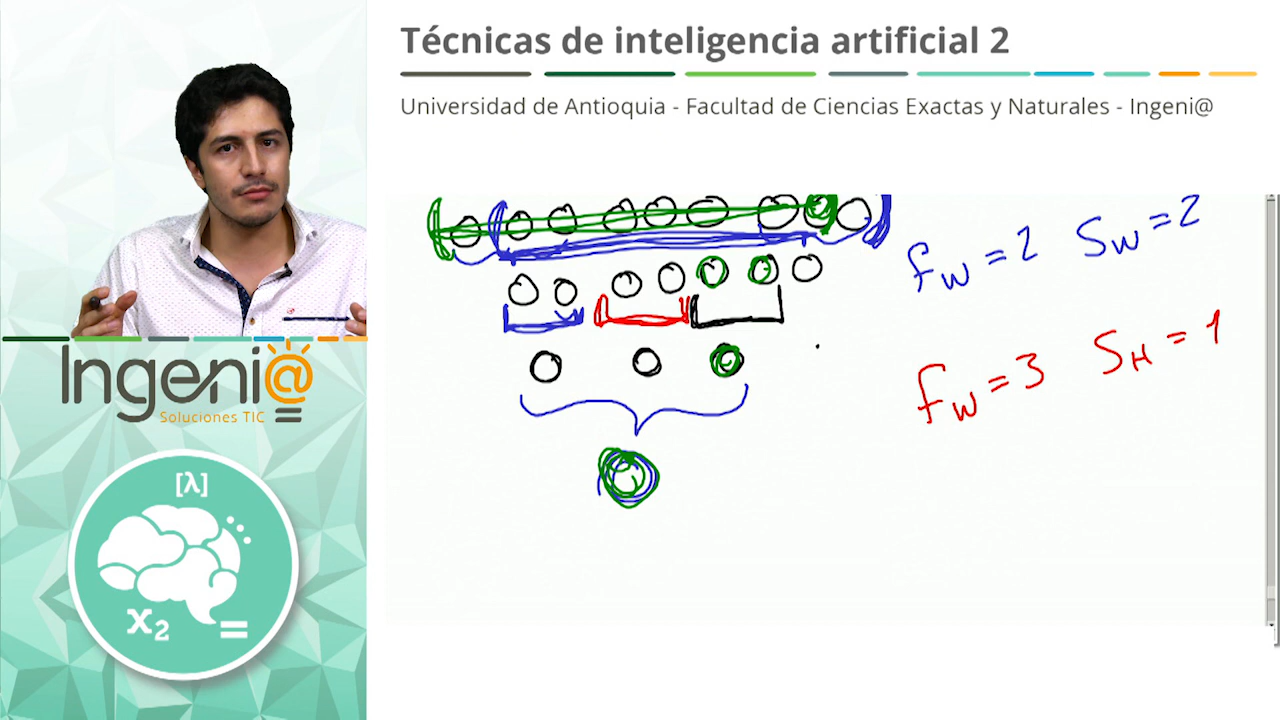 Técnicas de inteligencia artificial 2
Universidad de Antioquia - Facultad de Ciencias Exactas y Naturales - Ingeni@
fw = 2 Sw = 2
fw = 3 SH = 1
Ingeni@
Soluciones TIC
[λ]
x₂ =